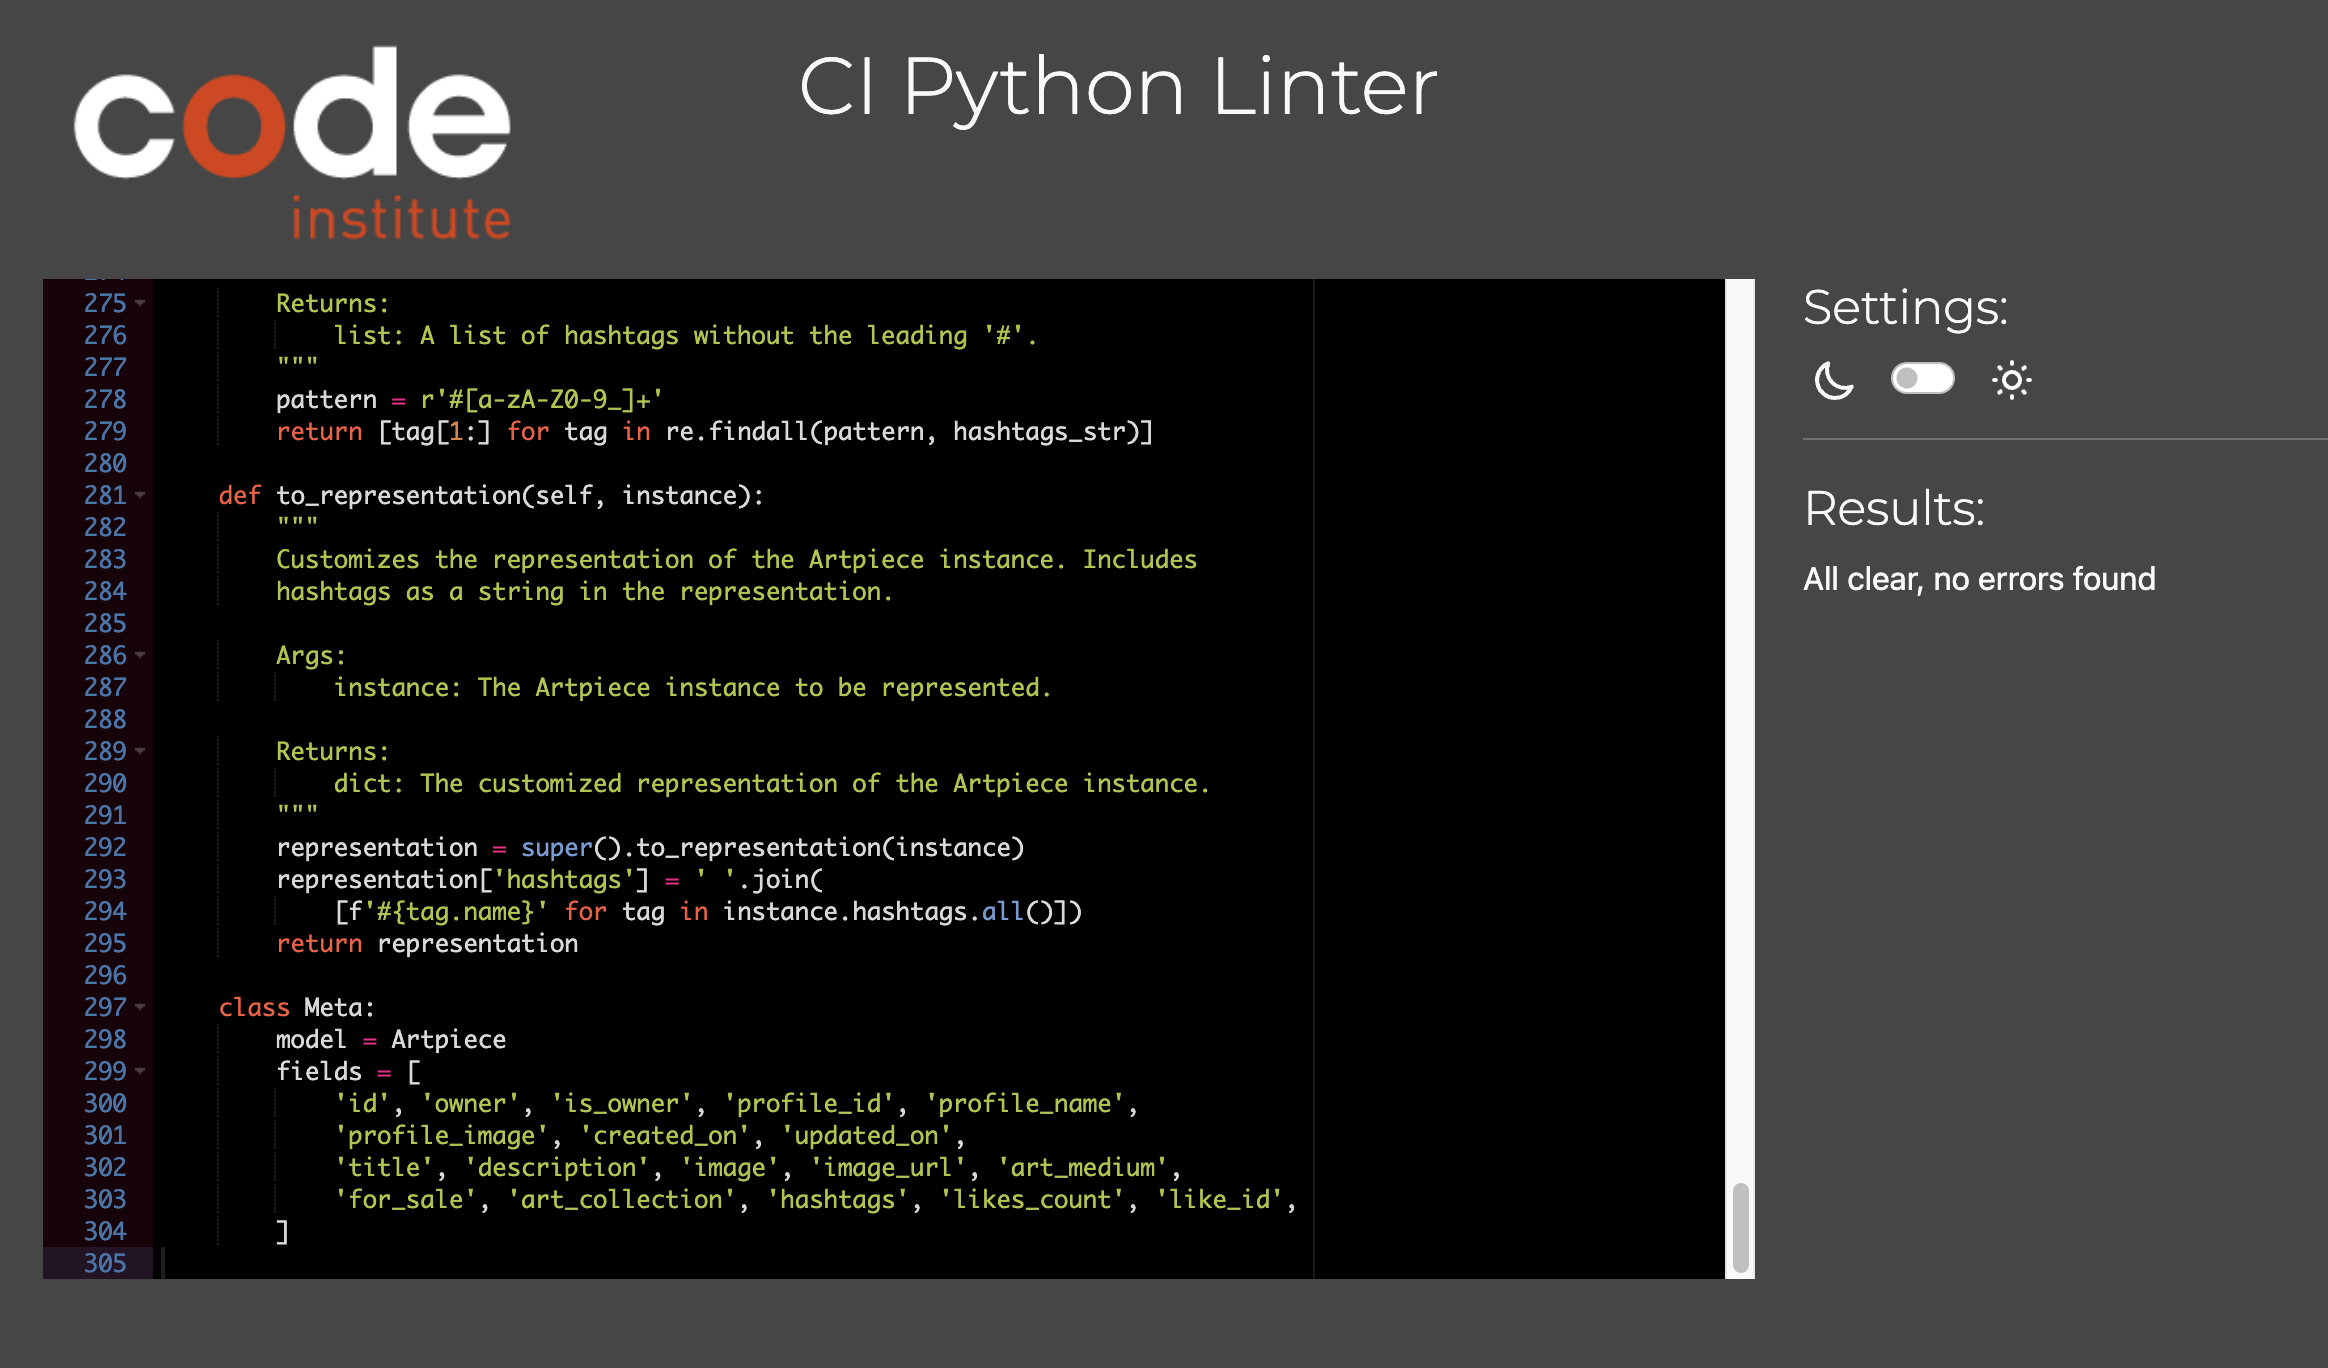 code
institute
CI Python Linter
275 Returns:
276 list: A list of hashtags without the leading '#'.
277 """
278 pattern = r'#[a-zA-Z0-9_]+'
279 return [tag[1:] for tag in re.findall(pattern, hashtags_str)]
280
281 def to_representation(self, instance):
282 """
283 Customizes the representation of the Artpiece instance. Includes
284 hashtags as a string in the representation.
285
286 Args:
287 instance: The Artpiece instance to be represented.
288
289 Returns:
290 dict: The customized representation of the Artpiece instance.
291 """
292 representation = super().to_representation(instance)
293 representation['hashtags'] = ' '.join(
294 [f'#{tag.name}' for tag in instance.hashtags.all()])
295 return representation
296
297 class Meta:
298 model = Artpiece
299 fields = [
300 'id', 'owner', 'is_owner', 'profile_id', 'profile_name',
301 'profile_image', 'created_on', 'updated_on',
302 'title', 'description', 'image', 'image_url', 'art_medium',
303 'for_sale', 'art_collection', 'hashtags', 'likes_count', 'like_id',
304 ]
305
Settings:
Results:
All clear, no errors found